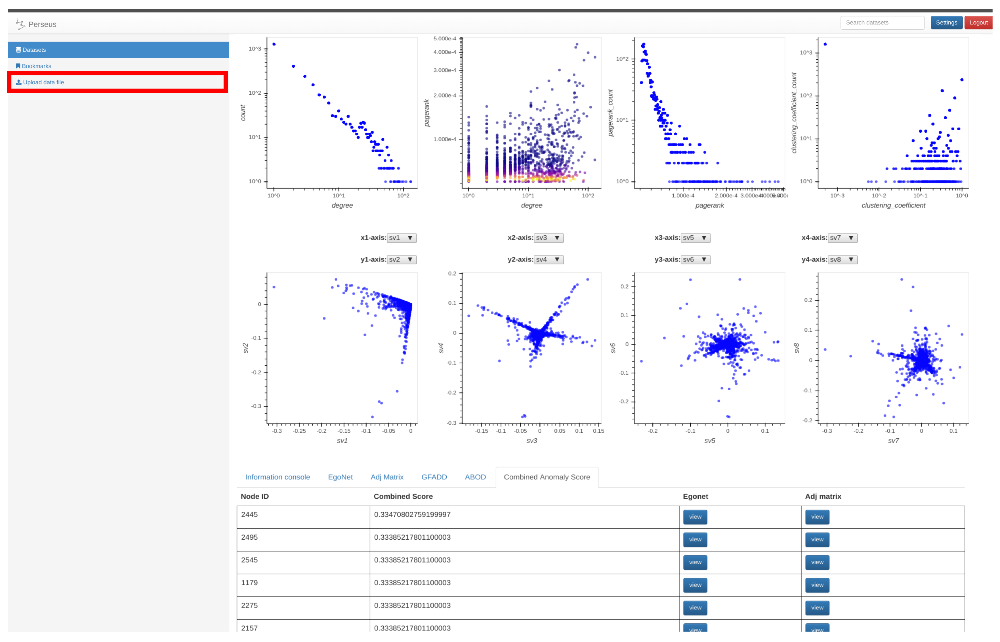 Perseus
Search datasets
Settings
Logout
Datasets
Bookmarks
Upload data file
10^3
10^2
10^1
10^0
count
10^0 10^1 10^2
degree
5.000e-4
4.000e-4
3.000e-4
2.000e-4
1.000e-4
pagerank
10^0 10^1 10^2
degree
10^2
10^1
10^0
pagerank_count
1.000e-4 2.000e-4 3.000e-4
pagerank
10^3
10^2
10^1
10^0
clustering_coefficient_count
10^-3 10^-2 10^-1 10^0
clustering_coefficient
x1-axis: sv1 ▼ x2-axis: sv3 ▼ x3-axis: sv5 ▼ x4-axis: sv7 ▼
y1-axis: sv2 ▼ y2-axis: sv4 ▼ y3-axis: sv6 ▼ y4-axis: sv8 ▼
0
-0.1
-0.2
-0.3
sv2
-0.3 -0.25 -0.2 -0.15 -0.1 -0.05 0
sv1
0.2
0.1
0
-0.1
-0.2
-0.3
sv4
-0.15 -0.1 -0.05 0 0.05 0.1 0.15
sv3
0.2
0.1
0
-0.1
-0.2
sv6
-0.2 -0.1 0 0.1
sv5
0.2
0.1
0
-0.1
-0.2
sv8
-0.3 -0.2 -0.1 0 0.1
sv7
Information console EgoNet Adj Matrix GFADD ABOD Combined Anomaly Score
Node ID Combined Score Egonet Adj matrix
2445 0.33470802759199997 view view
2495 0.33385217801100003 view view
2545 0.33385217801100003 view view
1179 0.33385217801100003 view view
2275 0.33385217801100003 view view
2157 0.33385217801100003 view view